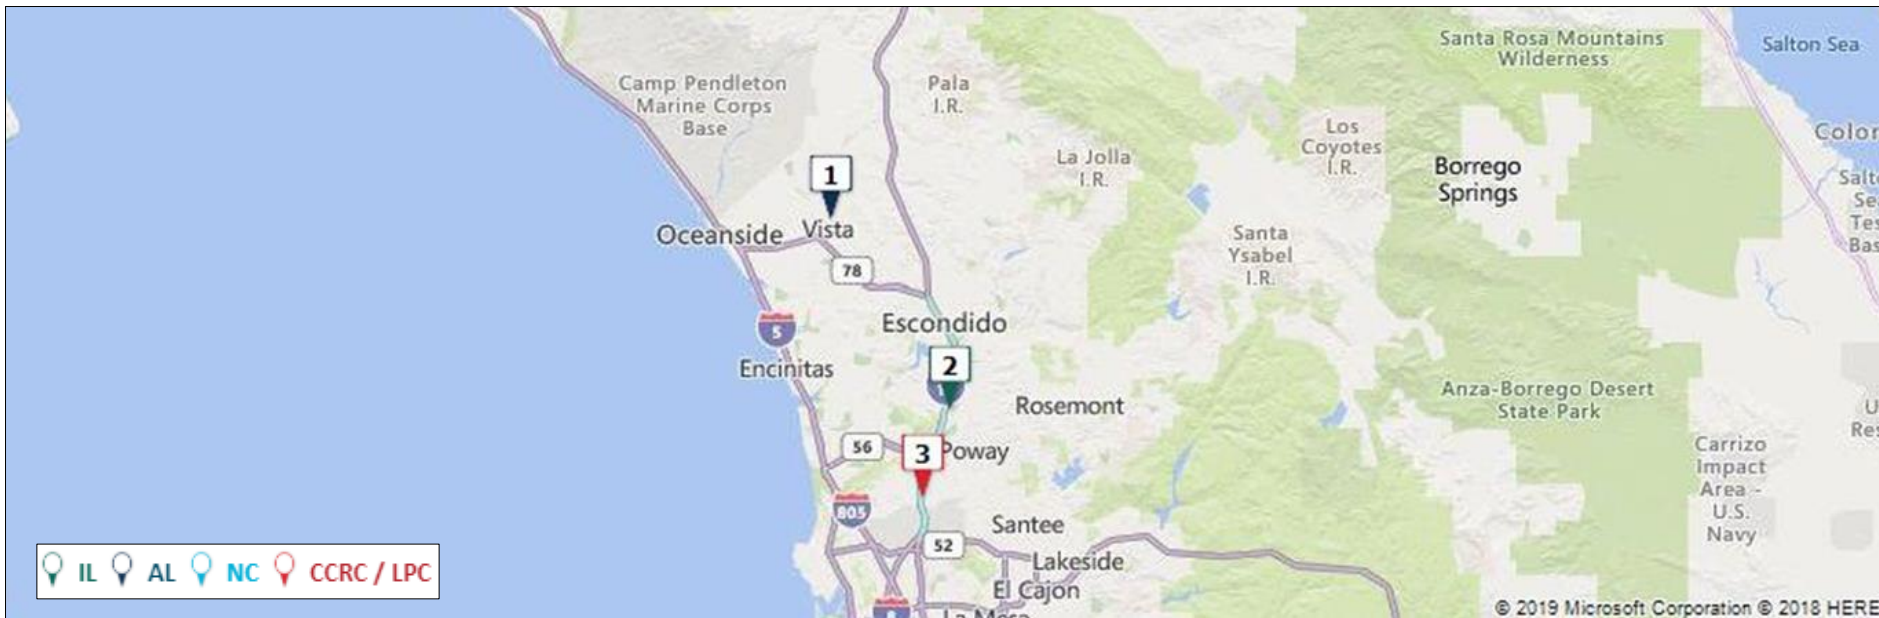 Santa Rosa Mountains
Wilderness
Salton Sea
Camp Pendleton
Marine Corps
Base
Pala
I.R.
Los
Coyotes
I.R.
La Jolla
I.R.
Borrego
Springs
1
Oceanside
Vista
78
Santa
Ysabel
I.R.
Escondido
5
Encinitas
2
Rosemont
Anza-Borrego Desert
State Park
56
3
Poway
Carrizo
Impact
Area -
U.S.
Navy
805
Santee
52
Lakeside
El Cajon
La Mesa
8
IL AL NC CCRC / LPC
© 2019 Microsoft Corporation © 2018 HERE